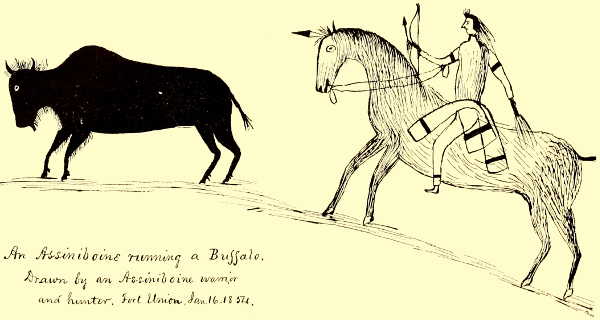 An Assiniboine running a Buffalo.
Drawn by an Assiniboine warrior
and hunter. Fort Union, Jan. 16. 1854.